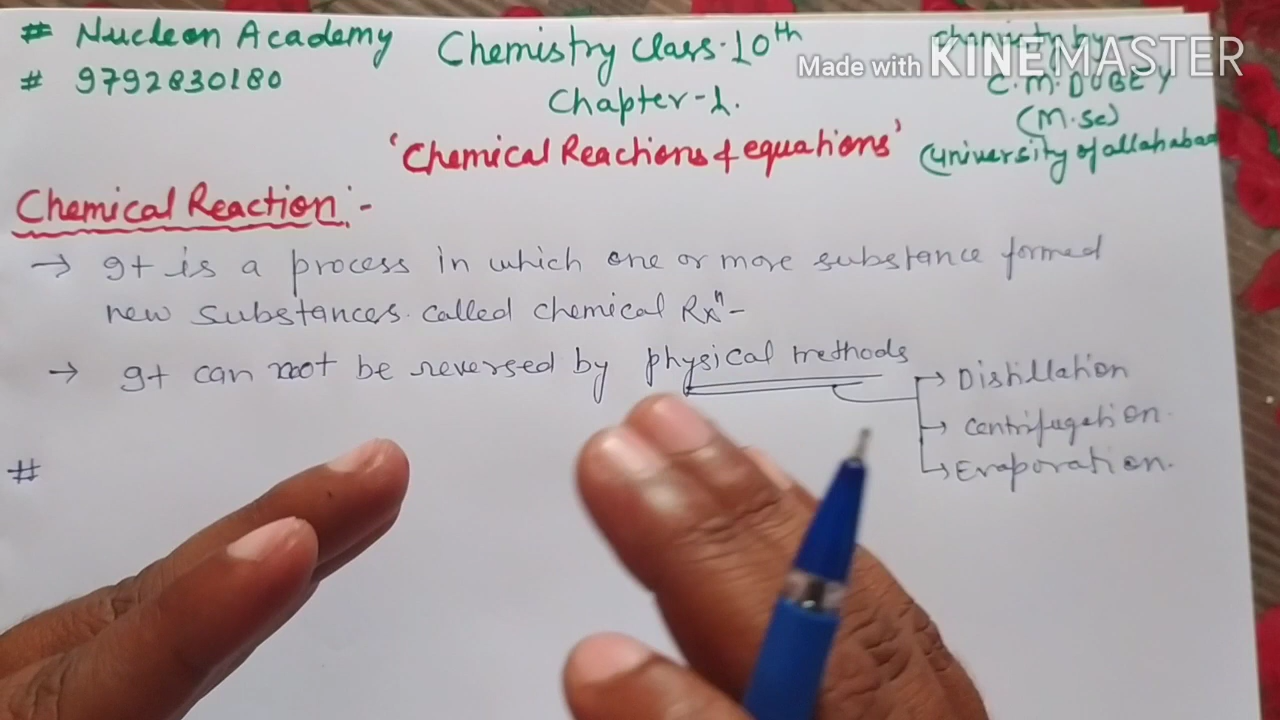 # Nucleon Academy
# 9792830180
Chemistry Class-10th
Chapter-1.
'Chemical Reactions & equations'
Chemistry by -
C.M. DUBEY
(M.Sc)
(University of allahabad
Made with KINEMASTER
Chemical Reaction :-
→ It is a process in which one or more substance formed
new substances. called chemical Rxⁿ-
→ It can not be reversed by physical methods
→ Distillation
→ Centrifugation.
→ Evaporation.
#